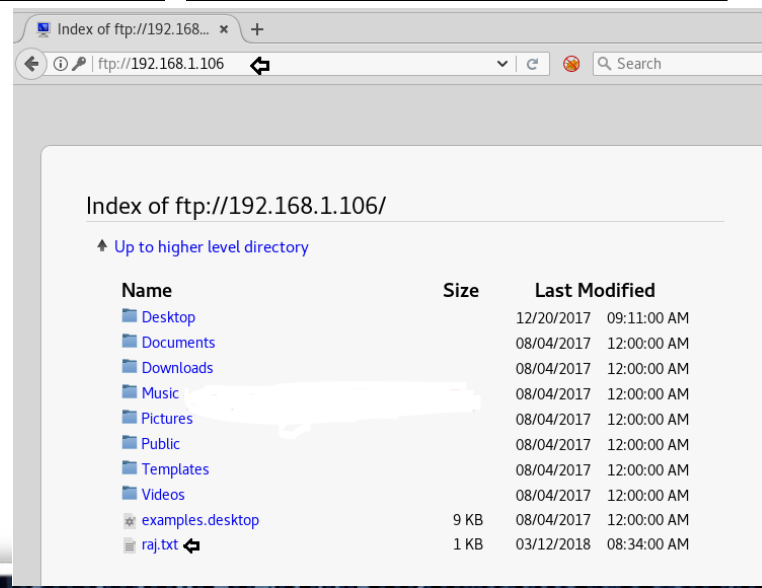 Index of ftp://192.168... × +
ftp://192.168.1.106 Search
Index of ftp://192.168.1.106/
Up to higher level directory
Name Size Last Modified
Desktop 12/20/2017 09:11:00 AM
Documents 08/04/2017 12:00:00 AM
Downloads 08/04/2017 12:00:00 AM
Music 08/04/2017 12:00:00 AM
Pictures 08/04/2017 12:00:00 AM
Public 08/04/2017 12:00:00 AM
Templates 08/04/2017 12:00:00 AM
Videos 08/04/2017 12:00:00 AM
examples.desktop 9 KB 08/04/2017 12:00:00 AM
raj.txt 1 KB 03/12/2018 08:34:00 AM